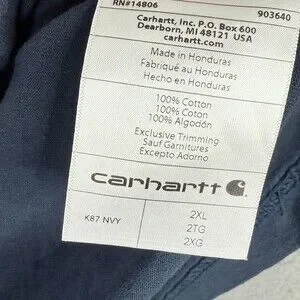 RN#14806 903640
Carhartt, Inc. P.O. Box 600
Dearborn, MI 48121 USA
carhartt.com
Made in Honduras
Fabriqué au Honduras
Hecho en Honduras
100% Cotton
100% Coton
100% Algodón
Exclusive Trimming
Sauf Garnitures
Excepto Adorno
carhartt
K87 NVY 2XL
2TG
2XG